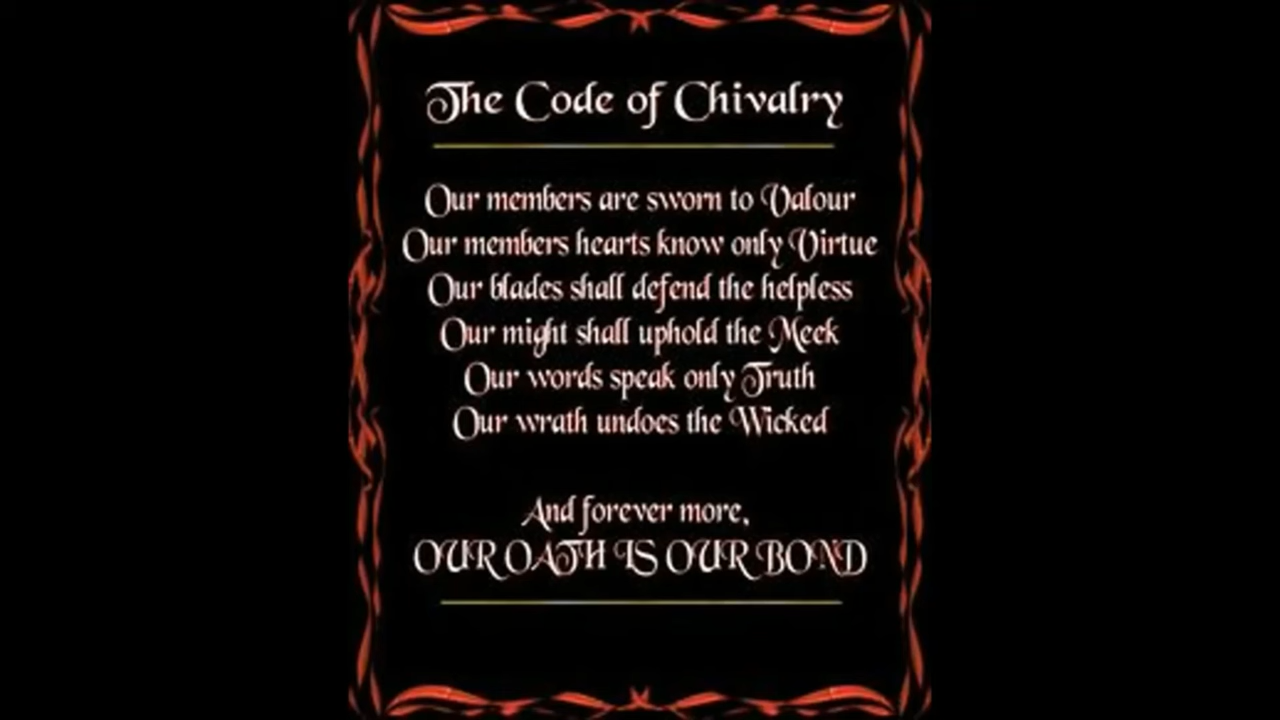 The Code of Chivalry
Our members are sworn to Valour
Our members hearts know only Virtue
Our blades shall defend the helpless
Our might shall uphold the Meek
Our words speak only Truth
Our wrath undoes the Wicked
And forever more,
OUR OATH IS OUR BOND